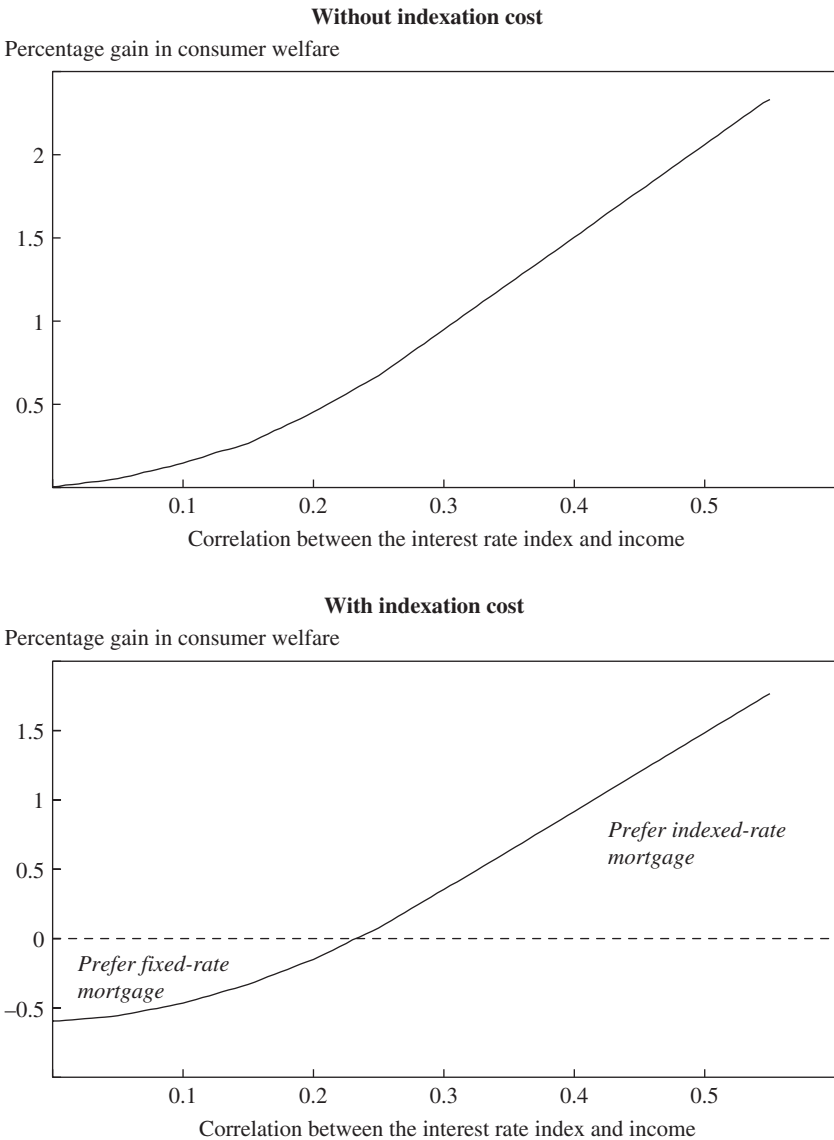 Without indexation cost
Percentage gain in consumer welfare
2
1.5
1
0.5
0.1 0.2 0.3 0.4 0.5
Correlation between the interest rate index and income
With indexation cost
Percentage gain in consumer welfare
1.5
1
Prefer indexed-rate
mortgage
0.5
0
Prefer fixed-rate
mortgage
–0.5
0.1 0.2 0.3 0.4 0.5
Correlation between the interest rate index and income